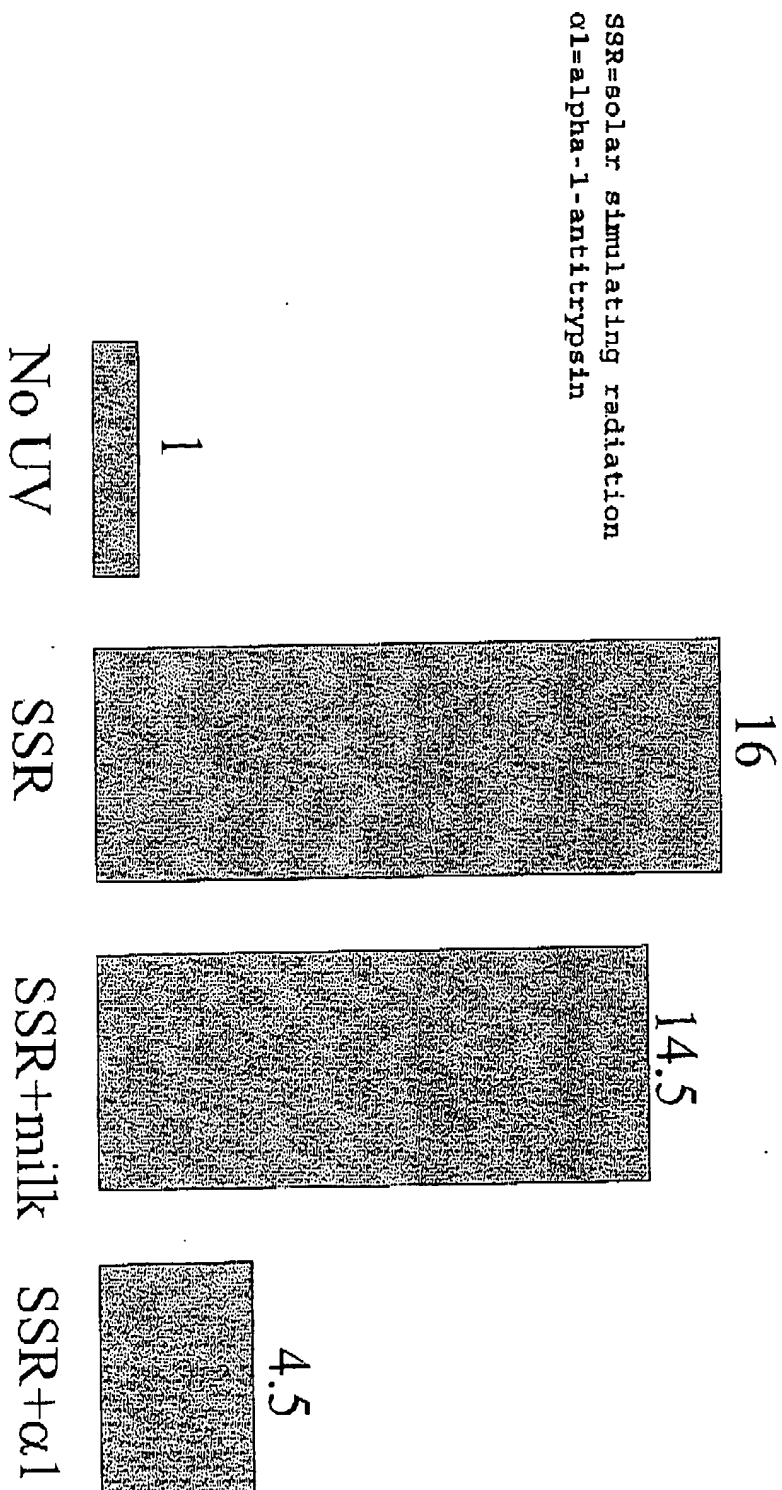 SSR=solar simulating radiation
α1=alpha-1-antitrypsin
1
16
14.5
4.5
No UV
SSR
SSR+milk
SSR+α1